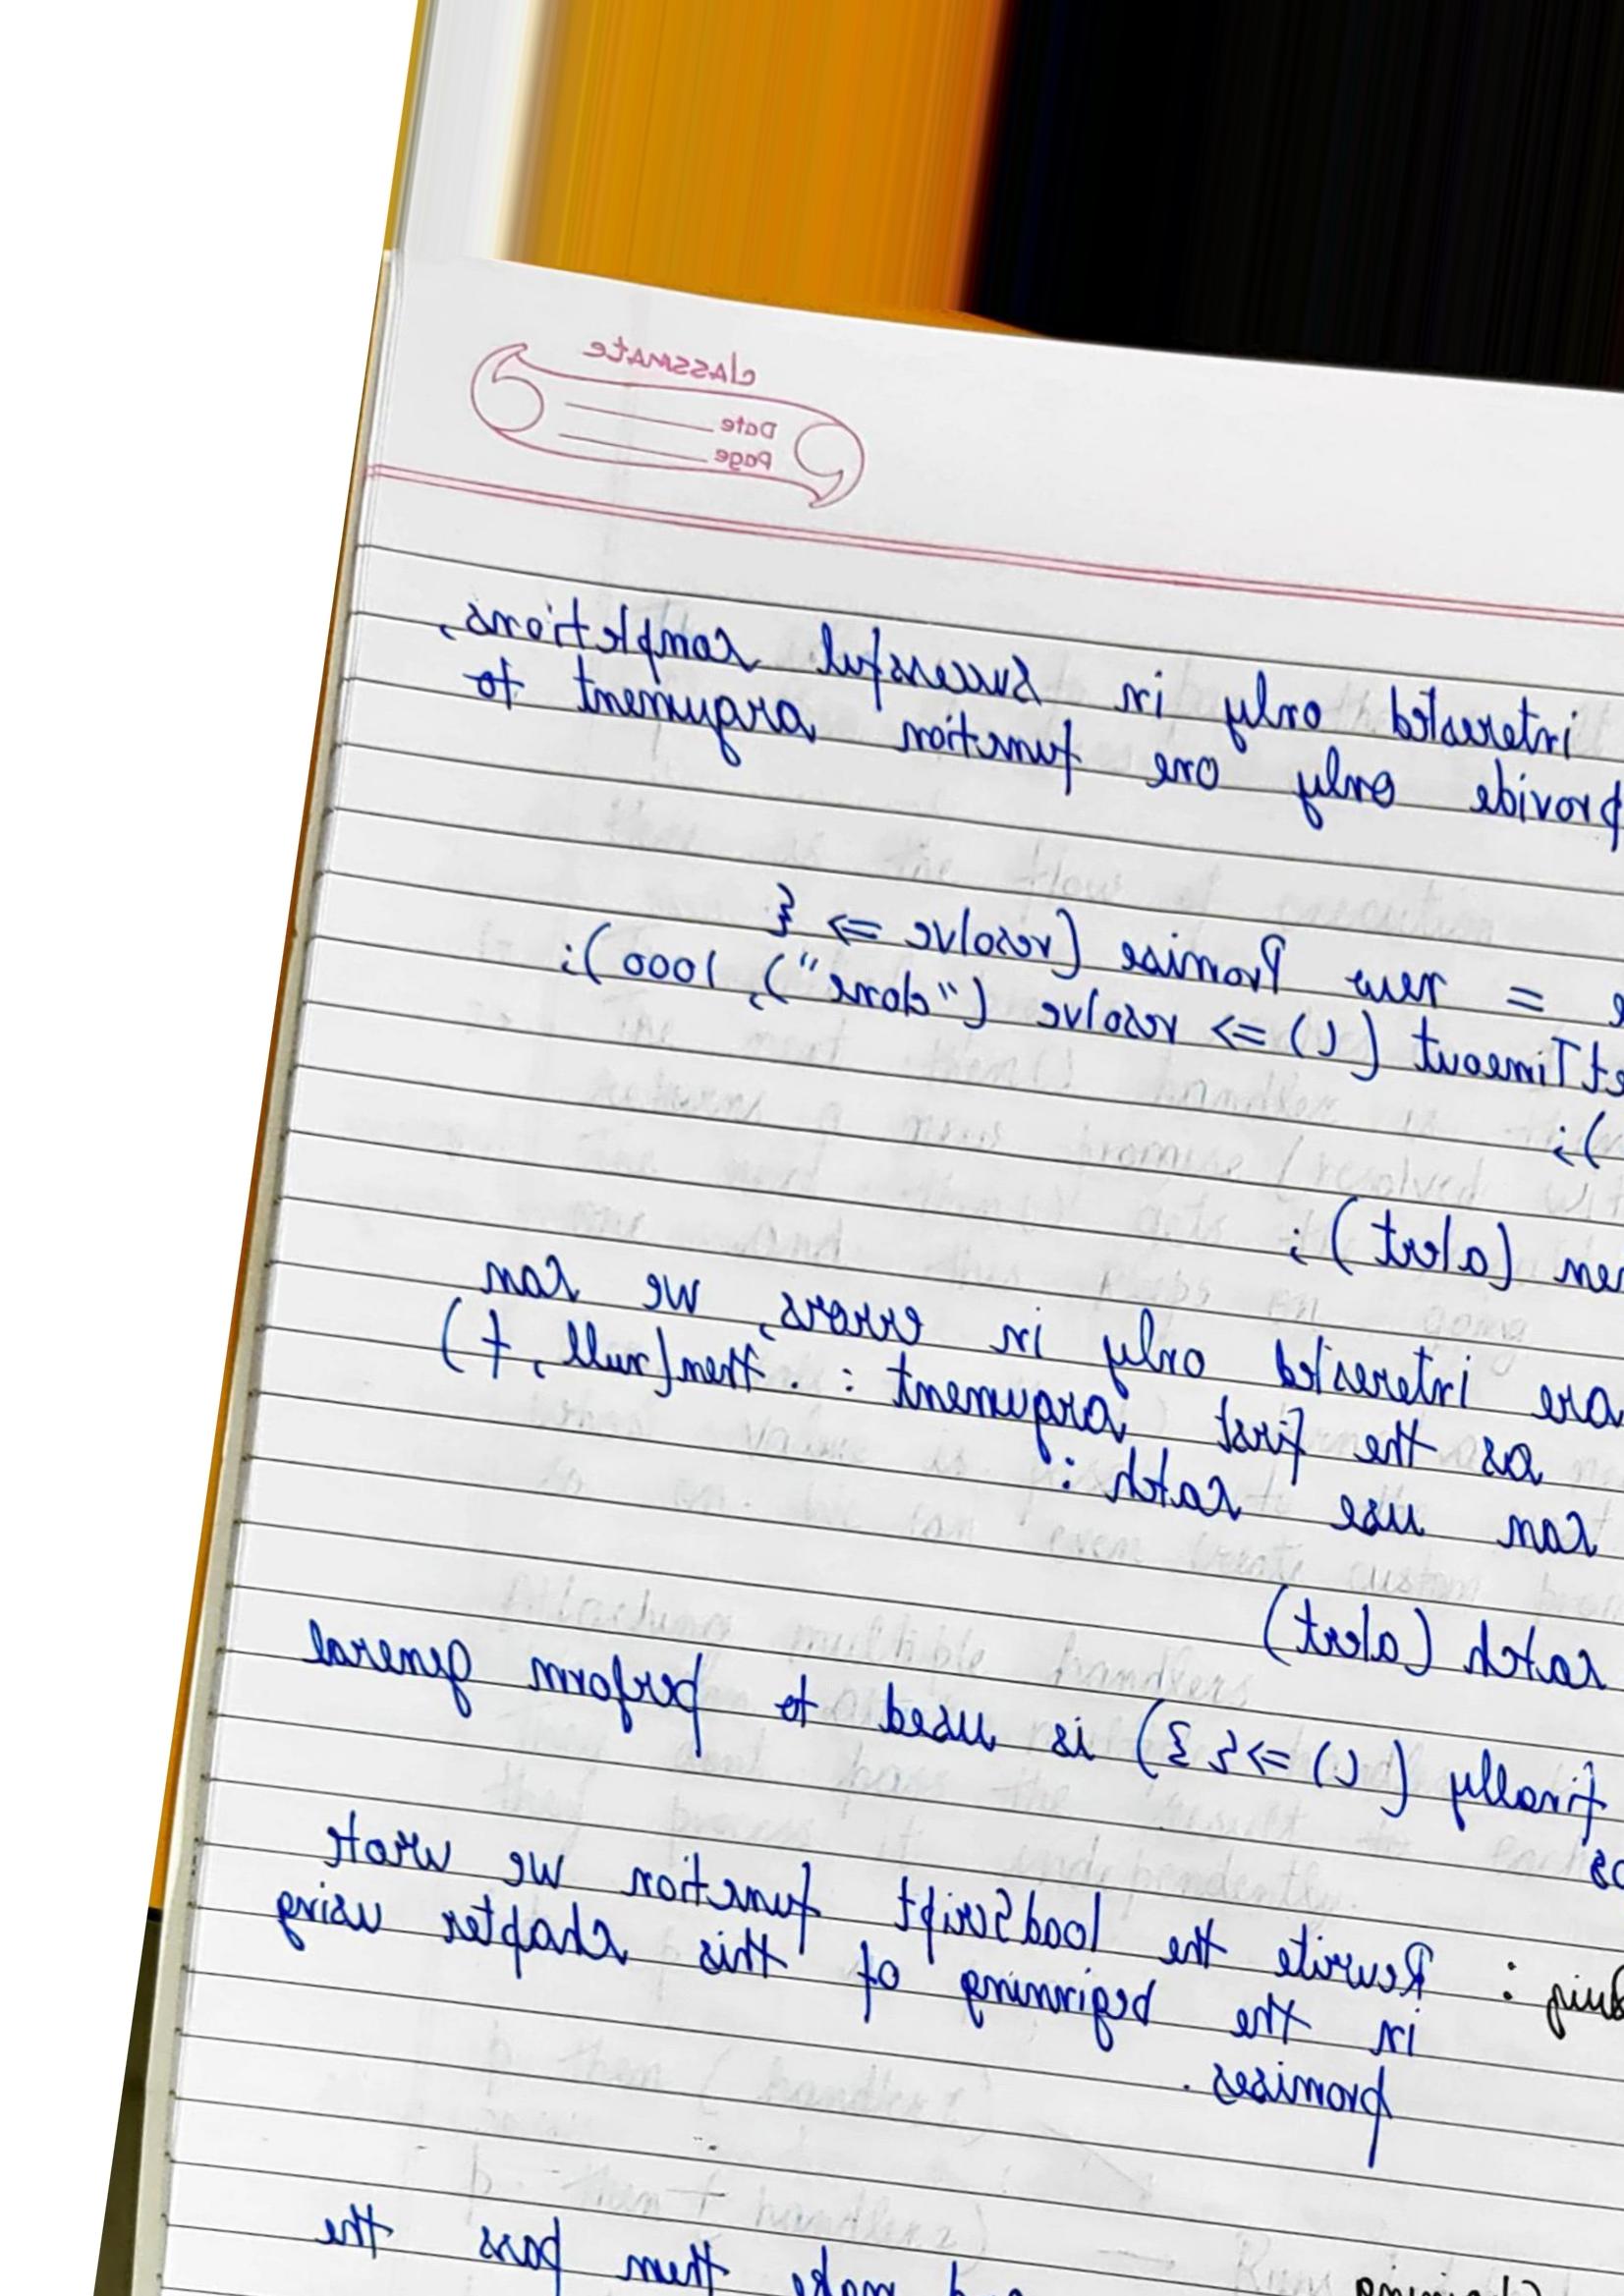 classmate
Date
Page
interested only in successful completions,
provide only one function argument to
= new Promise (resolve => {
etTimeout (() => resolve ("done"), 1000);
);
en (alert);
are interested only in errors, we can
as the first argument : .then(null, f)
can use catch :
catch (alert)
finally (() => { }) is used to perform general
: Rewrite the loadScript function we wrote
in the beginning of this chapter using
promises.
make them pass the